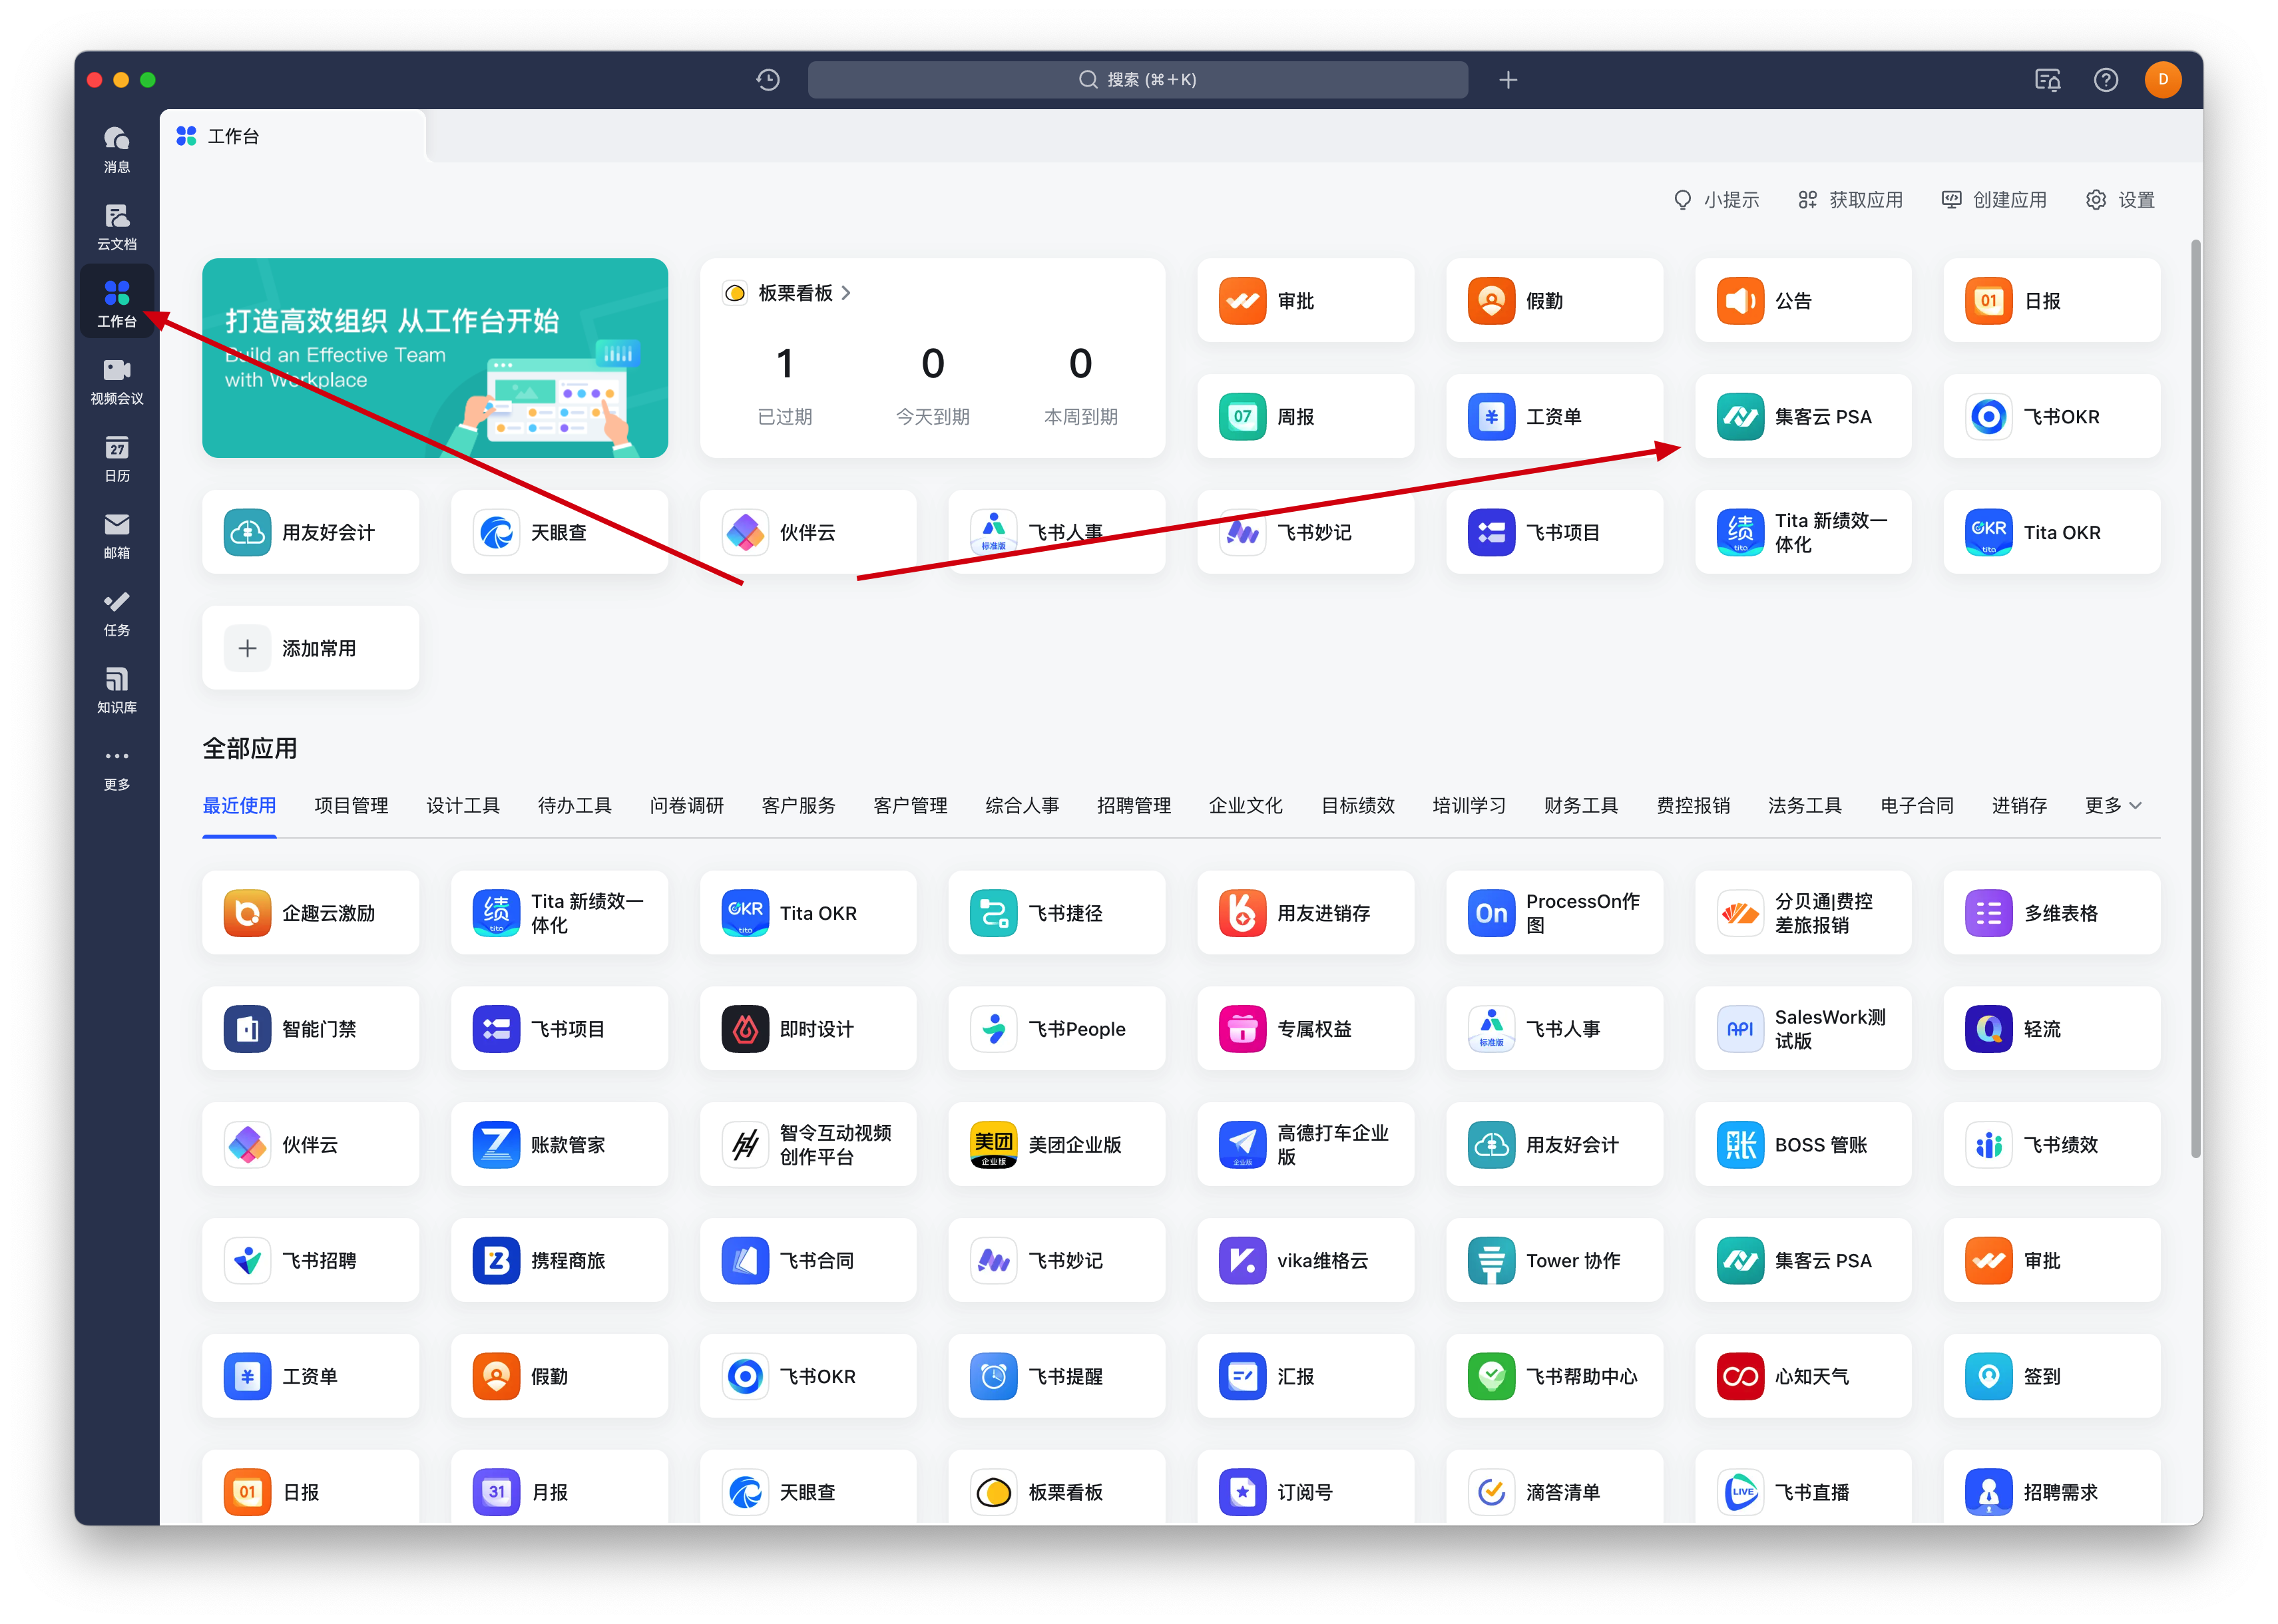 搜索 (⌘+K)
D
消息
云文档
工作台
视频会议
27
日历
邮箱
任务
知识库
更多
工作台
小提示
获取应用
创建应用
设置
打造高效组织 从工作台开始
Build an Effective Team
with Workplace
板栗看板
1
0
0
已过期
今天到期
本周到期
审批
假勤
公告
01
日报
07
周报
工资单
集客云 PSA
飞书OKR
用友好会计
天眼查
伙伴云
标准版
飞书人事
飞书妙记
飞书项目
绩
tita
Tita 新绩效一
体化
OKR
tita
Tita OKR
添加常用
全部应用
最近使用
项目管理
设计工具
待办工具
问卷调研
客户服务
客户管理
综合人事
招聘管理
企业文化
目标绩效
培训学习
财务工具
费控报销
法务工具
电子合同
进销存
更多
企趣云激励
绩
tita
Tita 新绩效一
体化
OKR
tita
Tita OKR
飞书捷径
用友进销存
On
ProcessOn作
图
分贝通|费控
差旅报销
多维表格
智能门禁
飞书项目
即时设计
飞书People
专属权益
标准版
飞书人事
API
SalesWork测
试版
轻流
伙伴云
账款管家
智令互动视频
创作平台
美团
企业版
美团企业版
企业版
高德打车企业
版
用友好会计
账
BOSS 管账
飞书绩效
飞书招聘
携程商旅
飞书合同
飞书妙记
vika维格云
Tower 协作
集客云 PSA
审批
工资单
假勤
飞书OKR
飞书提醒
汇报
飞书帮助中心
心知天气
签到
01
日报
31
月报
天眼查
板栗看板
订阅号
滴答清单
LIVE
飞书直播
招聘需求